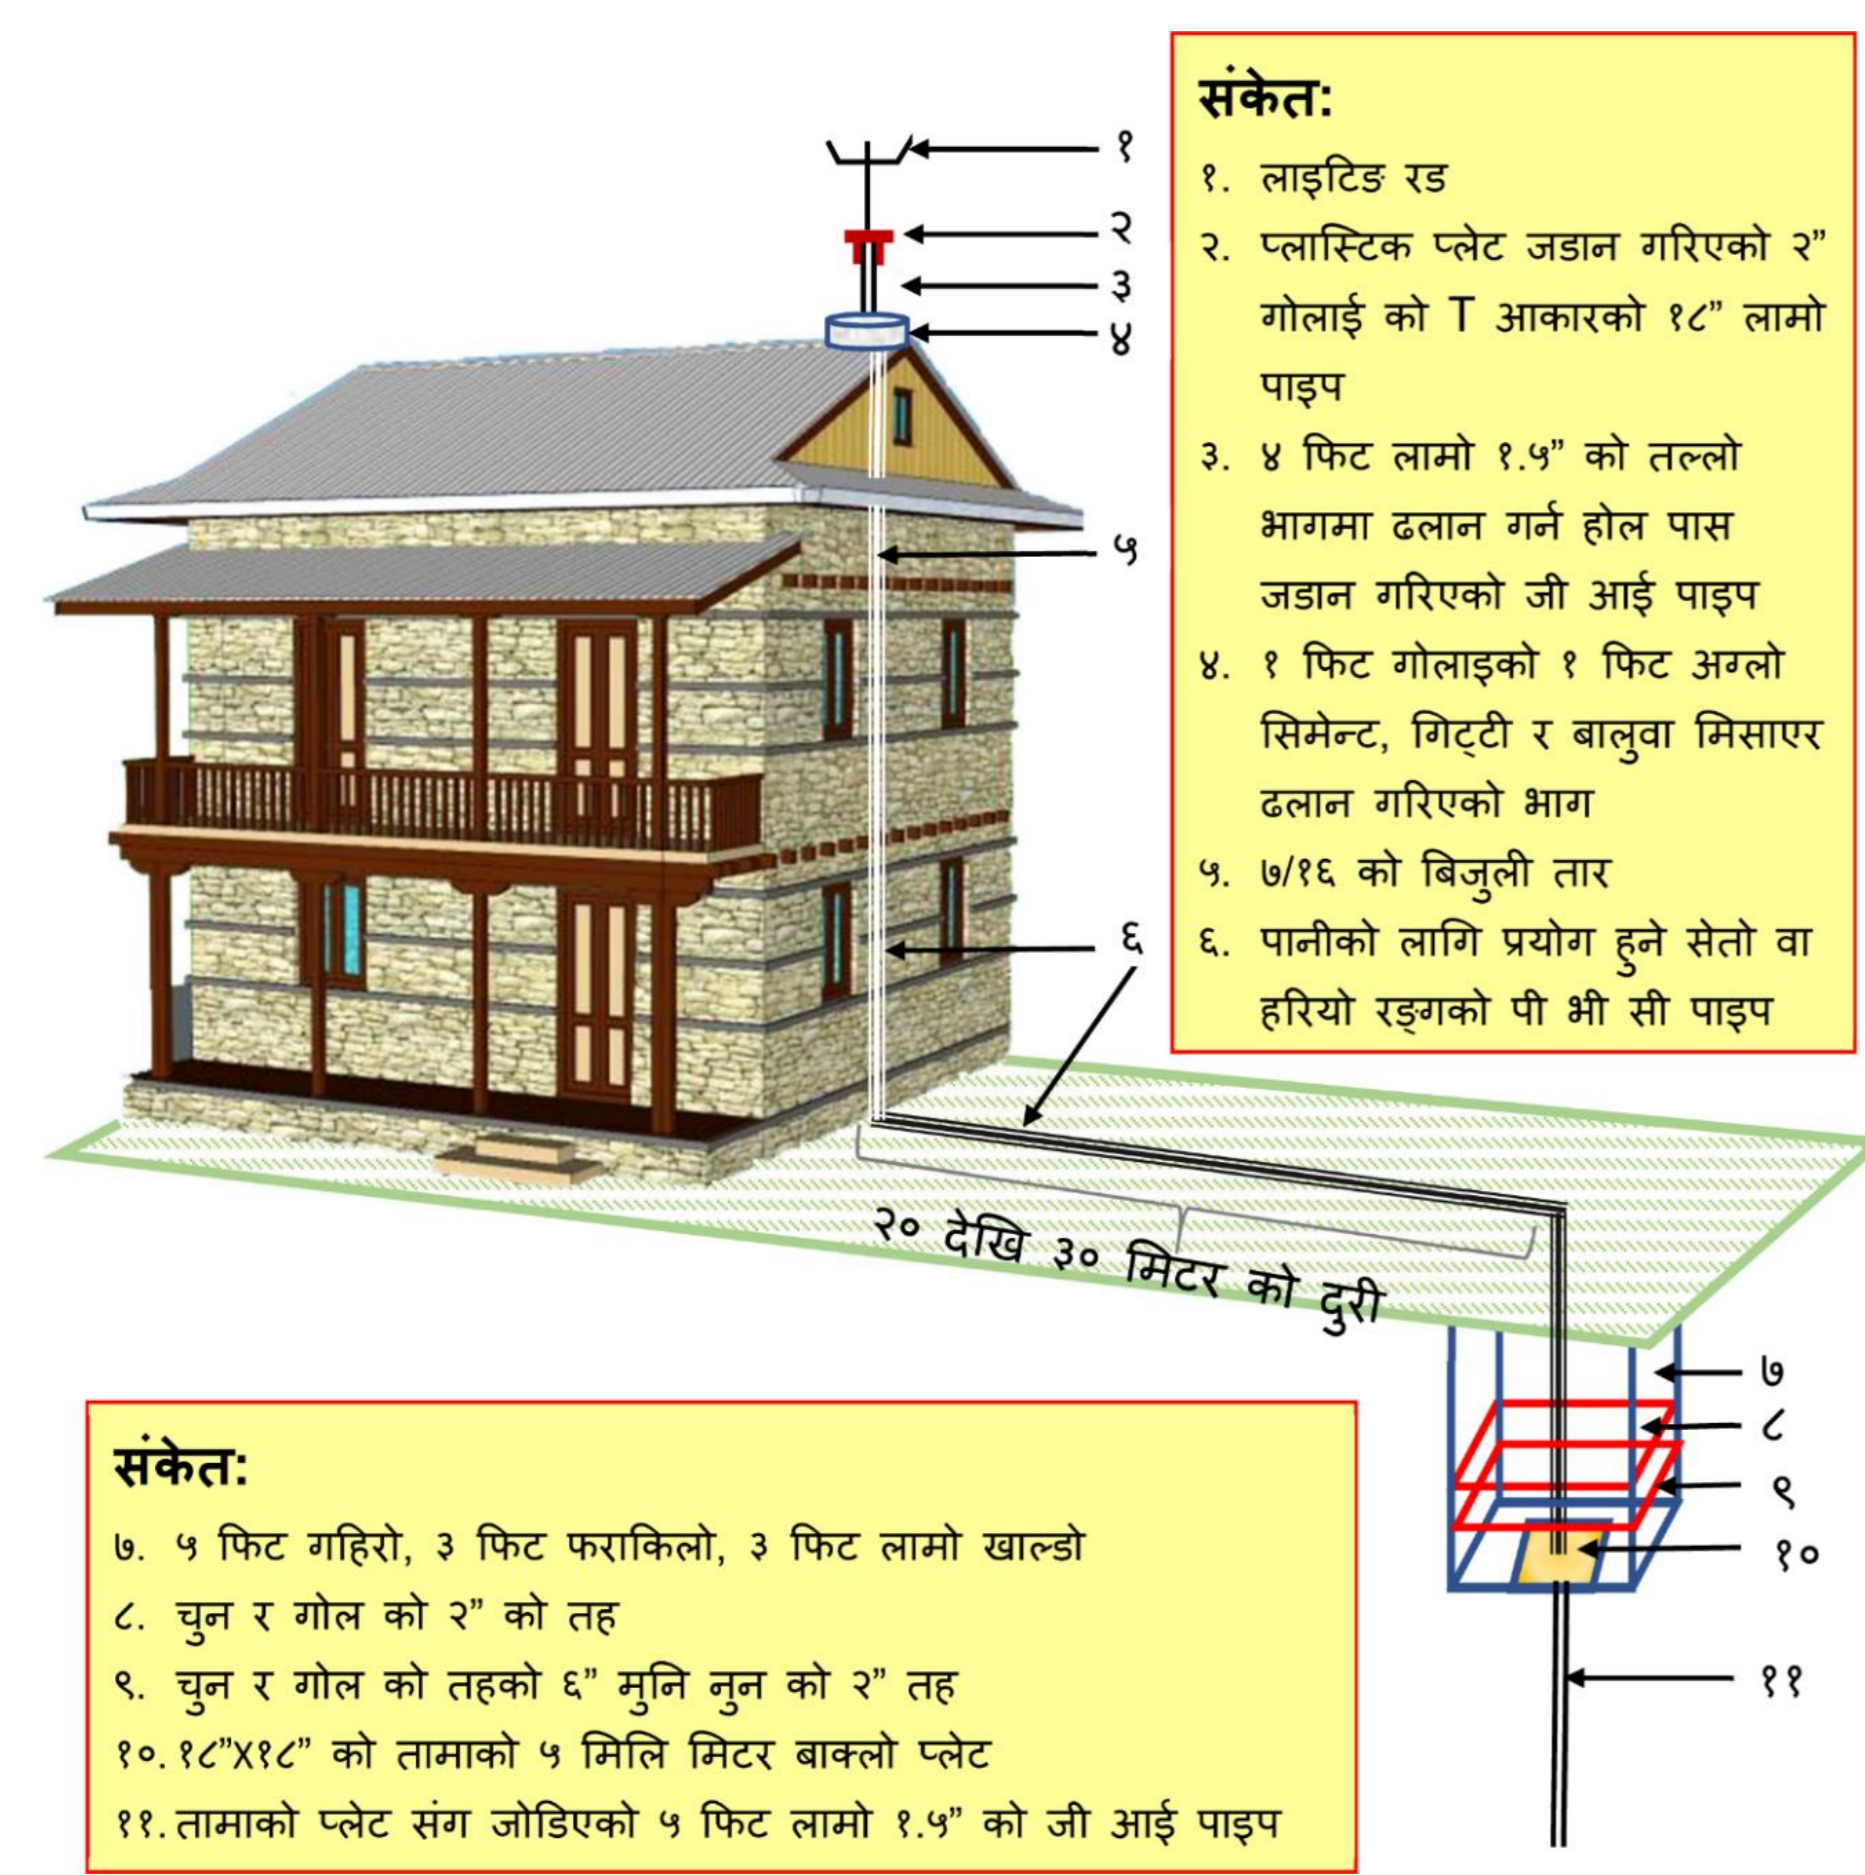 संकेत:
१. लाइटिङ रड
२. प्लास्टिक प्लेट जडान गरिएको २”
गोलाई को T आकारको १८” लामो
पाइप
३. ४ फिट लामो १.५” को तल्लो
भागमा ढलान गर्न होल पास
जडान गरिएको जी आई पाइप
४. १ फिट गोलाइको १ फिट अग्लो
सिमेन्ट, गिट्टी र बालुवा मिसाएर
ढलान गरिएको भाग
५. ७/१६ को बिजुली तार
६. पानीको लागि प्रयोग हुने सेतो वा
हरियो रङ्गको पी भी सी पाइप
१
२
३
४
५
६
२० देखि ३० मिटर को दुरी
७
८
९
१०
११
संकेत:
७. ५ फिट गहिरो, ३ फिट फराकिलो, ३ फिट लामो खाल्डो
८. चुन र गोल को २” को तह
९. चुन र गोल को तहको ६” मुनि नुन को २” तह
१०. १८”X१८” को तामाको ५ मिलि मिटर बाक्लो प्लेट
११. तामाको प्लेट संग जोडिएको ५ फिट लामो १.५” को जी आई पाइप